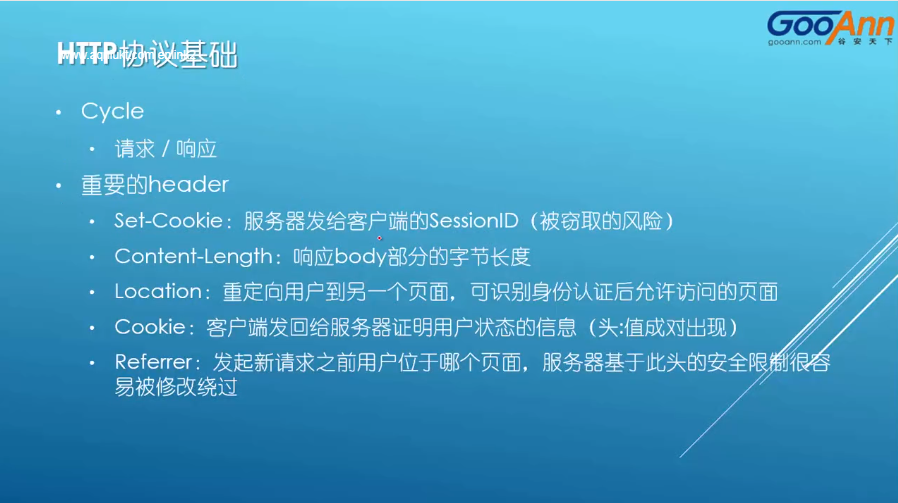 GooAnn
gooann.com 谷安天下
HTTP协议基础
• Cycle
• 请求 / 响应
• 重要的header
• Set-Cookie：服务器发给客户端的SessionID（被窃取的风险）
• Content-Length：响应body部分的字节长度
• Location：重定向用户到另一个页面，可识别身份认证后允许访问的页面
• Cookie：客户端发回给服务器证明用户状态的信息（头:值成对出现）
• Referrer：发起新请求之前用户位于哪个页面，服务器基于此头的安全限制很容
易被修改绕过